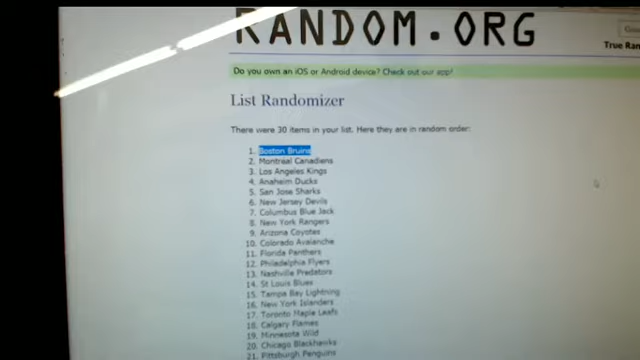 RANDOM.ORG
True Ran
Do you own an iOS or Android device? Check out our app!
List Randomizer
There were 30 items in your list. Here they are in random order:
1. Boston Bruins
2. Montreal Canadiens
3. Los Angeles Kings
4. Anaheim Ducks
5. San Jose Sharks
6. New Jersey Devils
7. Columbus Blue Jack
8. New York Rangers
9. Arizona Coyotes
10. Colorado Avalanche
11. Florida Panthers
12. Philadelphia Flyers
13. Nashville Predators
14. St Louis Blues
15. Tampa Bay Lightning
16. New York Islanders
17. Toronto Maple Leafs
18. Calgary Flames
19. Minnesota Wild
20. Chicago Blackhawks
21. Pittsburgh Penguins